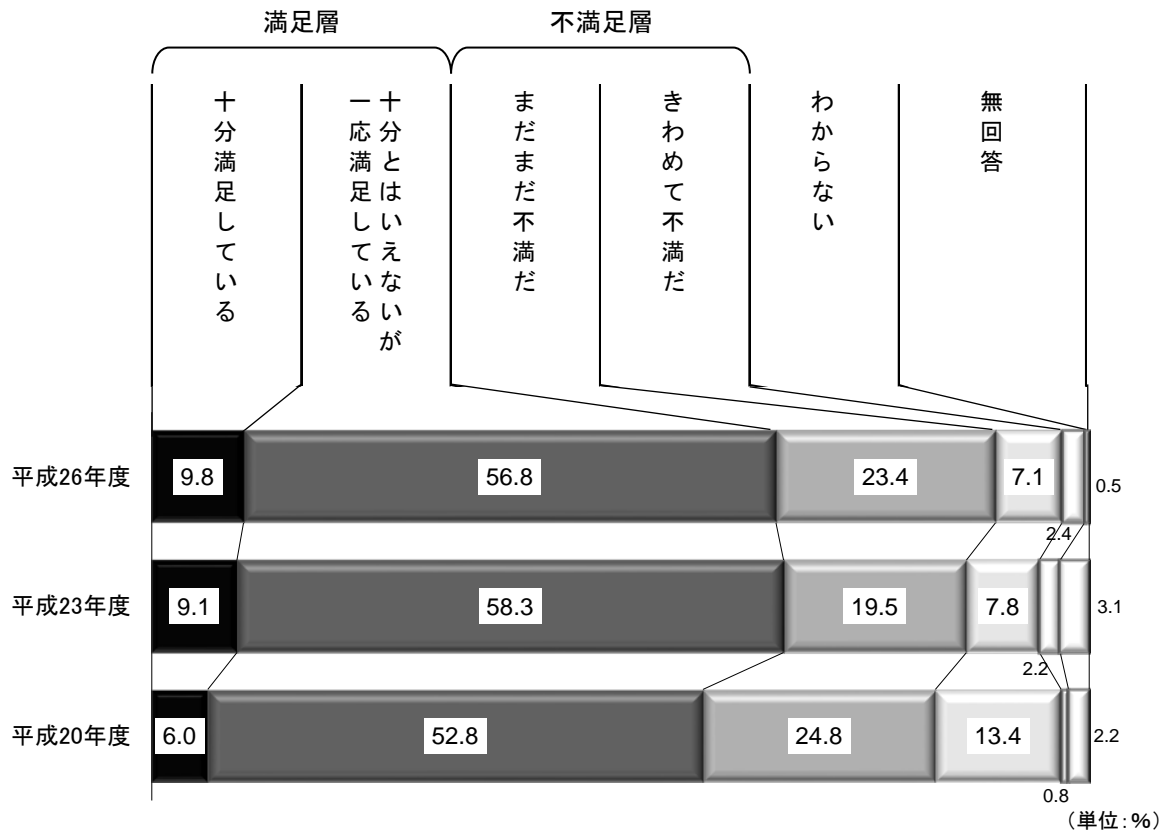 満足層
不満足層
十分満足している
十分とはいえないが
一応満足している
まだまだ不満だ
きわめて不満だ
わからない
無回答
平成26年度
9.8
56.8
23.4
7.1
2.4
0.5
平成23年度
9.1
58.3
19.5
7.8
2.2
3.1
平成20年度
6.0
52.8
24.8
13.4
0.8
2.2
(単位:%)